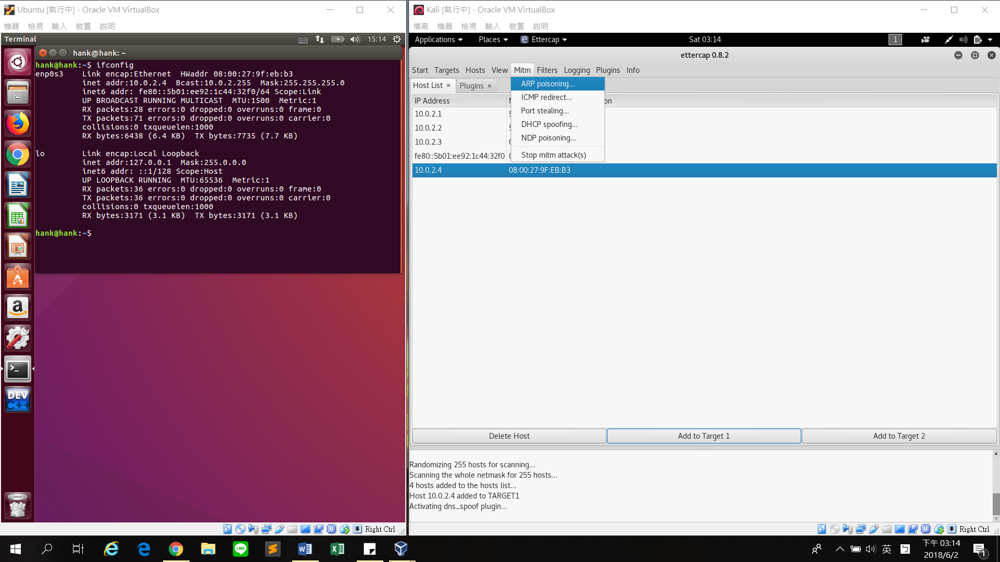 Ubuntu [執行中] - Oracle VM VirtualBox
機器 檢視 輸入 裝置 說明
Terminal
15:14
hank@hank: ~
hank@hank:~$ ifconfig
enp0s3 Link encap:Ethernet HWaddr 08:00:27:9f:eb:b3
inet addr:10.0.2.4 Bcast:10.0.2.255 Mask:255.255.255.0
inet6 addr: fe80::5b01:ee92:1c44:32f0/64 Scope:Link
UP BROADCAST RUNNING MULTICAST MTU:1500 Metric:1
RX packets:28 errors:0 dropped:0 overruns:0 frame:0
TX packets:71 errors:0 dropped:0 overruns:0 carrier:0
collisions:0 txqueuelen:1000
RX bytes:6438 (6.4 KB) TX bytes:7735 (7.7 KB)
lo Link encap:Local Loopback
inet addr:127.0.0.1 Mask:255.0.0.0
inet6 addr: ::1/128 Scope:Host
UP LOOPBACK RUNNING MTU:65536 Metric:1
RX packets:36 errors:0 dropped:0 overruns:0 frame:0
TX packets:36 errors:0 dropped:0 overruns:0 carrier:0
collisions:0 txqueuelen:1000
RX bytes:3171 (3.1 KB) TX bytes:3171 (3.1 KB)
hank@hank:~$
DEV
C++
Right Ctrl
Kali [執行中] - Oracle VM VirtualBox
檔案 機器 檢視 輸入 裝置 說明
Applications Places Ettercap Sat 03:14 1
ettercap 0.8.2
Start Targets Hosts View Mitm Filters Logging Plugins Info
Host List × Plugins ×
ARP poisoning...
ICMP redirect...
Port stealing...
DHCP spoofing...
NDP poisoning...
Stop mitm attack(s)
IP Address
10.0.2.1
10.0.2.2
10.0.2.3
fe80::5b01:ee92:1c44:32f0
10.0.2.4 08:00:27:9F:EB:B3
Delete Host Add to Target 1 Add to Target 2
Randomizing 255 hosts for scanning...
Scanning the whole netmask for 255 hosts...
4 hosts added to the hosts list...
Host 10.0.2.4 added to TARGET1
Activating dns_spoof plugin...
Right Ctrl
英
下午 03:14
2018/6/2
1